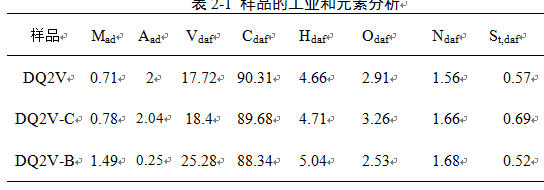 表 2-1 样品的工业和元素分析
样品 Mad Aad Vdaf Cdaf Hdaf Odaf Ndaf St,daf
DQ2V 0.71 2 17.72 90.31 4.66 2.91 1.56 0.57
DQ2V-C 0.78 2.04 18.4 89.68 4.71 3.26 1.66 0.69
DQ2V-B 1.49 0.25 25.28 88.34 5.04 2.53 1.68 0.52